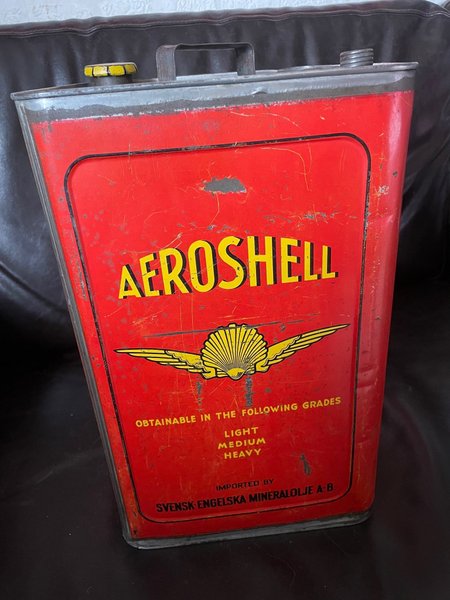 AEROSHELL
OBTAINABLE IN THE FOLLOWING GRADES
LIGHT
MEDIUM
HEAVY
IMPORTED BY
SVENSK-ENGELSKA MINERALOLJE A-B